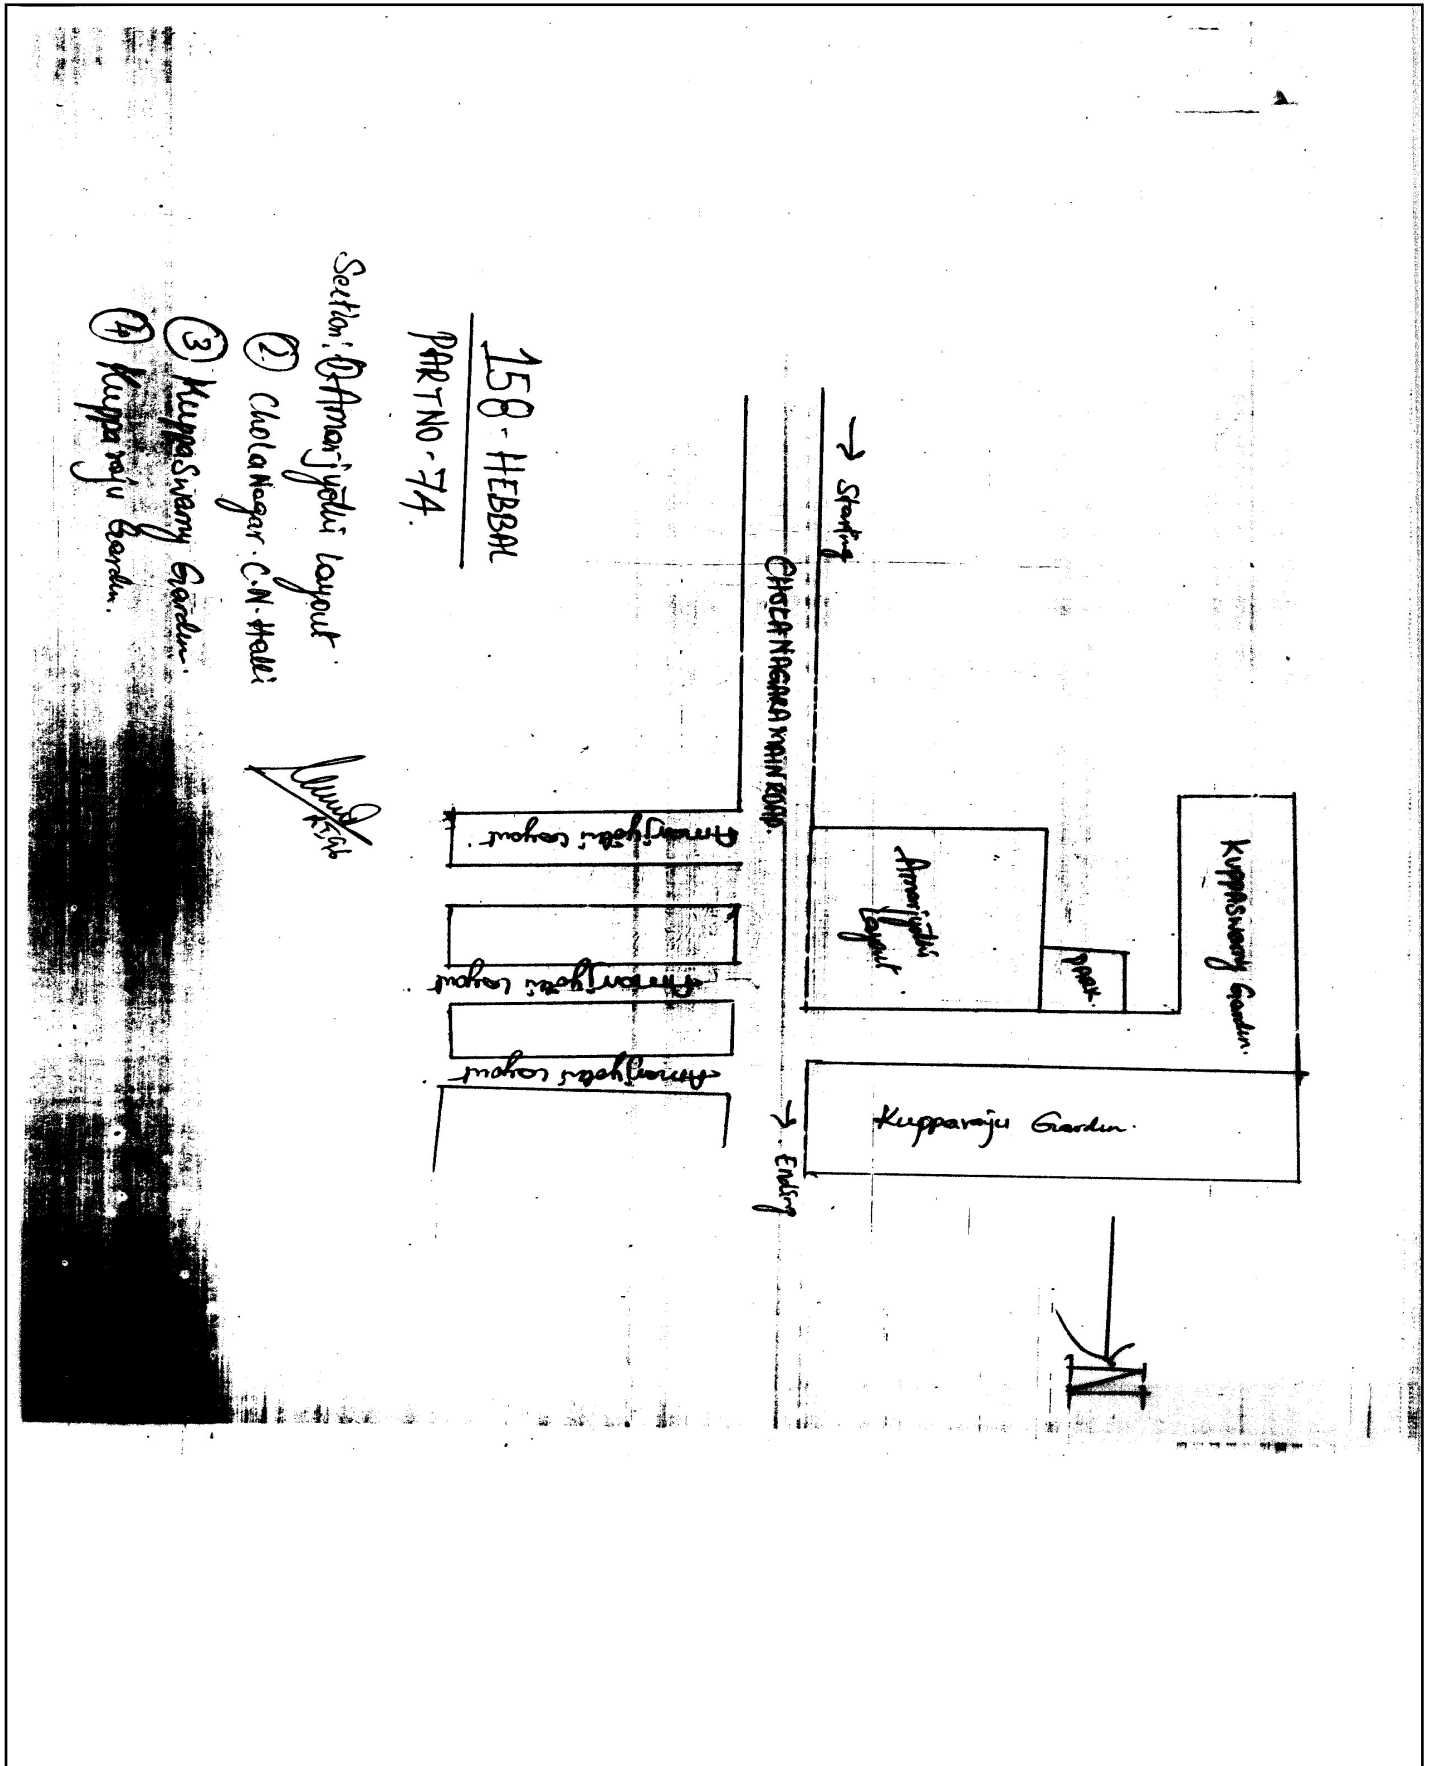 158-HEBBAL
PART NO-74.
Section: ① Amarjyothi Layout.
② Cholanagar. C.N. Halli
③ Kuppaswamy Garden.
④ Kupparaju Garden.
→ Starting
CHOLANAGARA MAIN ROAD.
→ Ending
Kuppaswamy Garden.
PARK.
Amarjyothi
Layout
Kupparaju Garden.
Amarjyothi Layout.
Amarjyothi Layout
Amarjyothi Layout
N